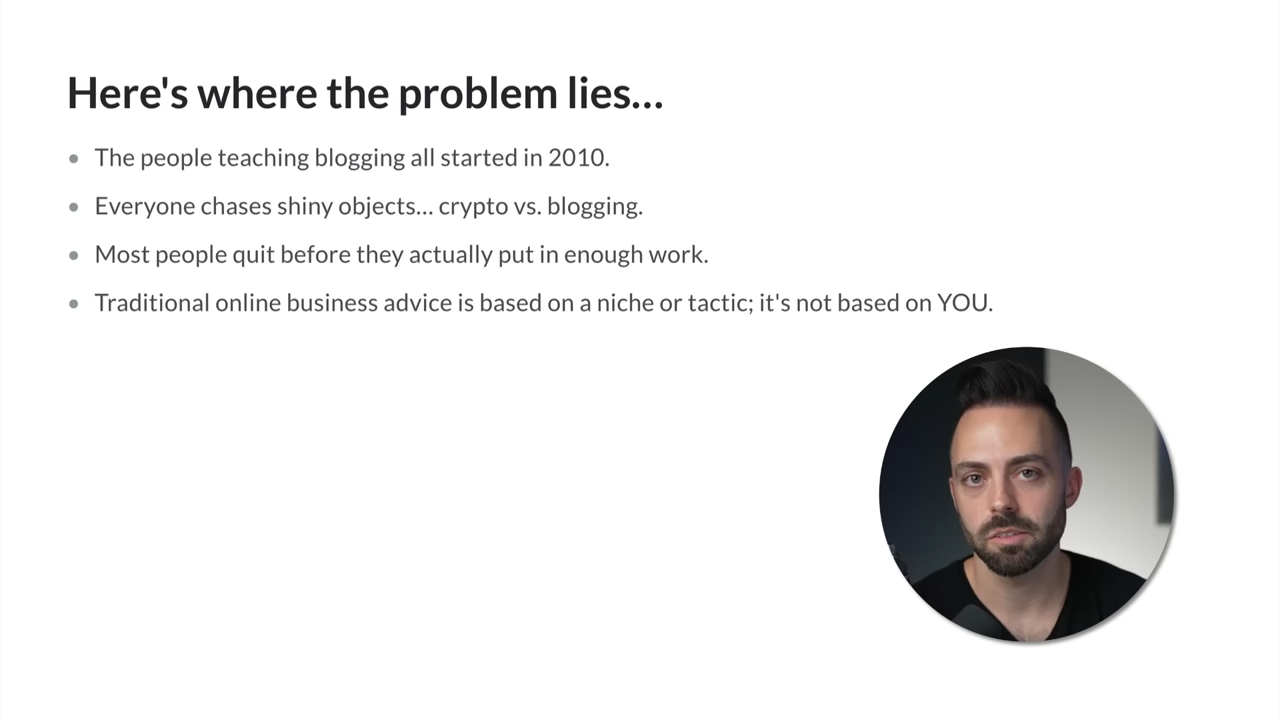 Here's where the problem lies...
• The people teaching blogging all started in 2010.
• Everyone chases shiny objects... crypto vs. blogging.
• Most people quit before they actually put in enough work.
• Traditional online business advice is based on a niche or tactic; it's not based on YOU.